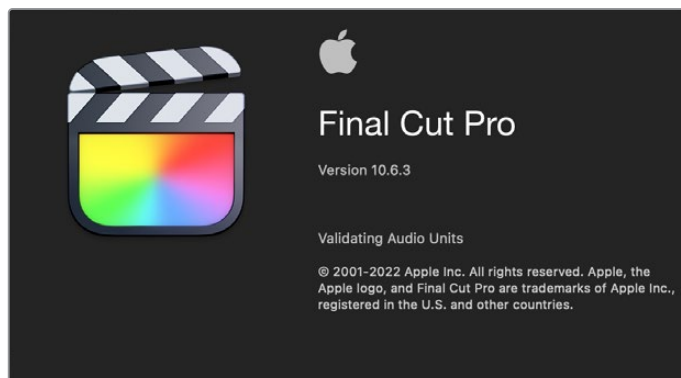 Final Cut Pro
Version 10.6.3
Validating Audio Units
© 2001-2022 Apple Inc. All rights reserved. Apple, the
Apple logo, and Final Cut Pro are trademarks of Apple Inc.,
registered in the U.S. and other countries.